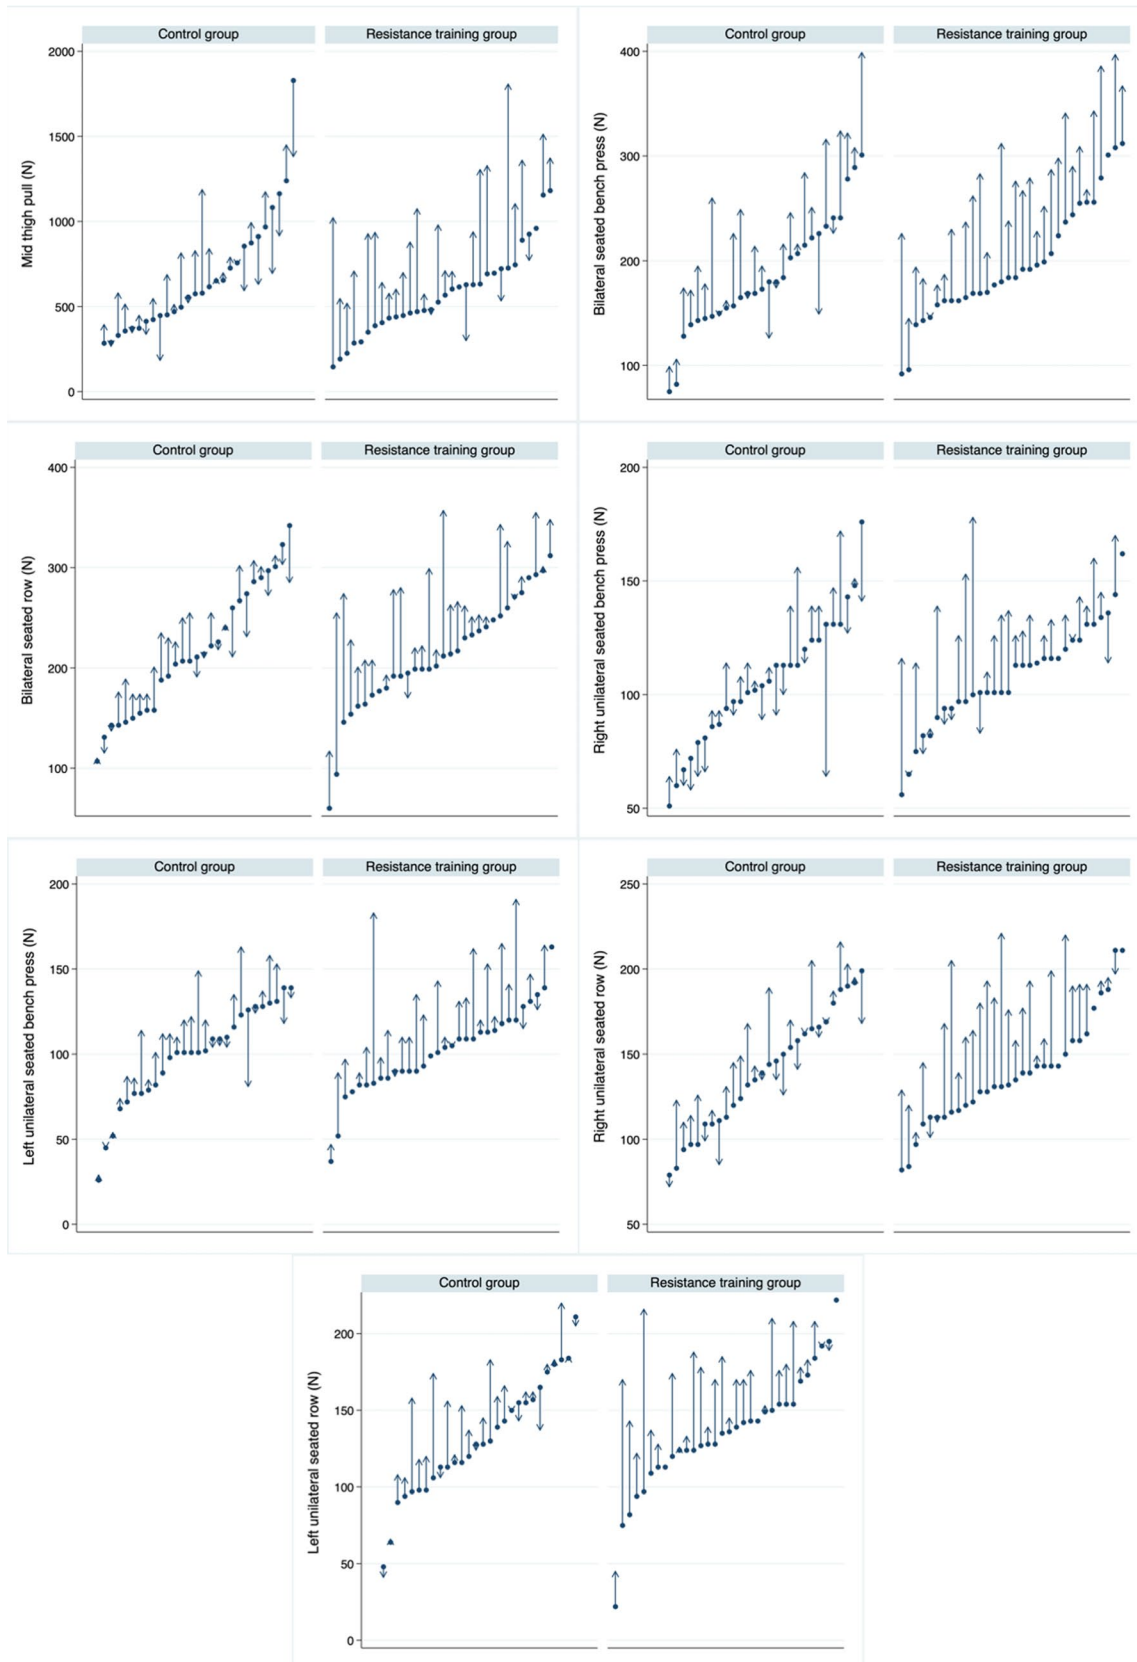 Control group Resistance training group
Mid thigh pull (N)
2000
1500
1000
500
0
Control group Resistance training group
Bilateral seated bench press (N)
400
300
200
100
Control group Resistance training group
Bilateral seated row (N)
400
300
200
100
Control group Resistance training group
Right unilateral seated bench press (N)
200
150
100
50
Control group Resistance training group
Left unilateral seated bench press (N)
200
150
100
50
0
Control group Resistance training group
Right unilateral seated row (N)
250
200
150
100
50
Control group Resistance training group
Left unilateral seated row (N)
200
150
100
50
0